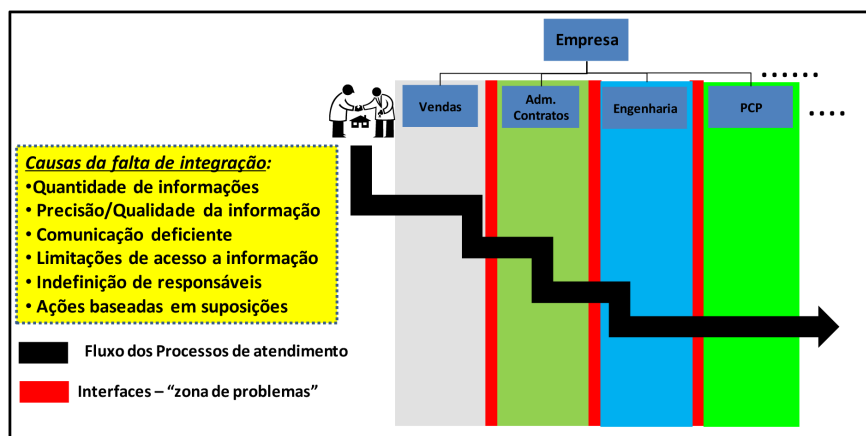 Empresa
Vendas
Adm.
Contratos
Engenharia
PCP
Causas da falta de integração:
•Quantidade de informações
• Precisão/Qualidade da informação
• Comunicação deficiente
• Limitações de acesso a informação
• Indefinição de responsáveis
• Ações baseadas em suposições
Fluxo dos Processos de atendimento
Interfaces – “zona de problemas”